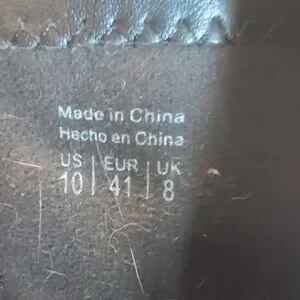 Made in China
Hecho en China
US | EUR | UK
10 | 41 | 8